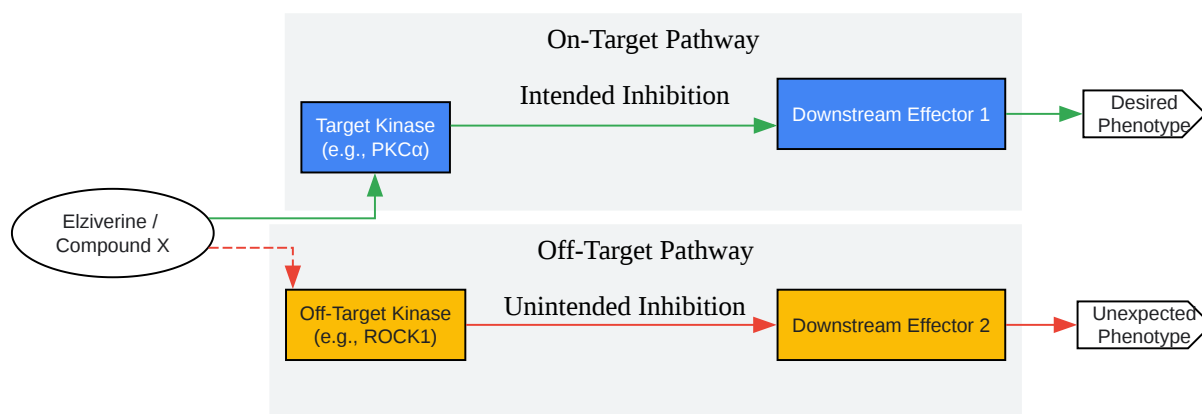 On-Target Pathway
Intended Inhibition
Target Kinase
(e.g., PKCα)
Downstream Effector 1
Desired
Phenotype
Elziverine /
Compound X
Off-Target Pathway
Unintended Inhibition
Off-Target Kinase
(e.g., ROCK1)
Downstream Effector 2
Unexpected
Phenotype